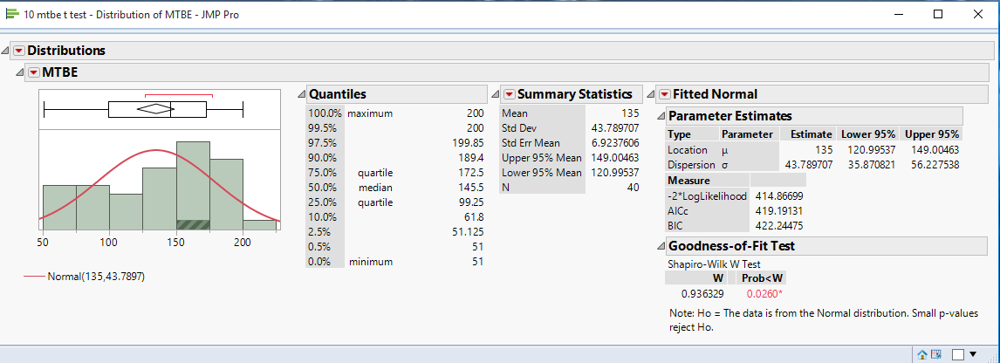 10 mtbe t test - Distribution of MTBE - JMP Pro
Distributions
MTBE
50 100 150 200
Normal(135,43.7897)
Quantiles
100.0% maximum 200
99.5% 200
97.5% 199.85
90.0% 189.4
75.0% quartile 172.5
50.0% median 145.5
25.0% quartile 99.25
10.0% 61.8
2.5% 51.125
0.5% 51
0.0% minimum 51
Summary Statistics
Mean 135
Std Dev 43.789707
Std Err Mean 6.9237606
Upper 95% Mean 149.00463
Lower 95% Mean 120.99537
N 40
Fitted Normal
Parameter Estimates
Type Parameter Estimate Lower 95% Upper 95%
Location μ 135 120.99537 149.00463
Dispersion σ 43.789707 35.870821 56.227538
Measure
-2*LogLikelihood 414.86699
AICc 419.19131
BIC 422.24475
Goodness-of-Fit Test
Shapiro-Wilk W Test
W Prob<W
0.936329 0.0260*
Note: Ho = The data is from the Normal distribution. Small p-values
reject Ho.